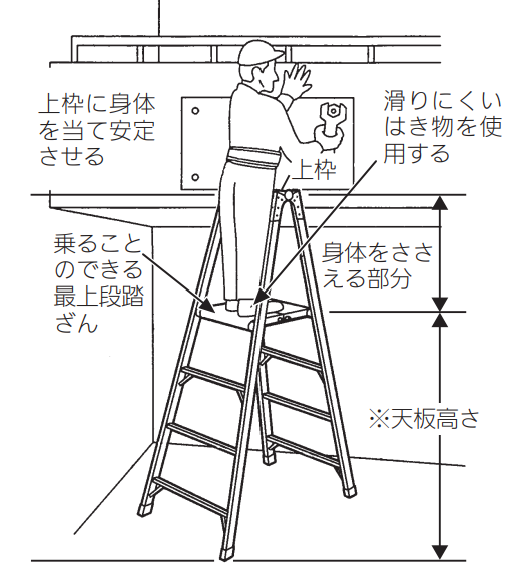 上枠に身体
を当て安定
させる
滑りにくい
はき物を使
用する
上枠
乗ること
のできる
最上段踏
ざん
身体をささ
える部分
※天板高さ